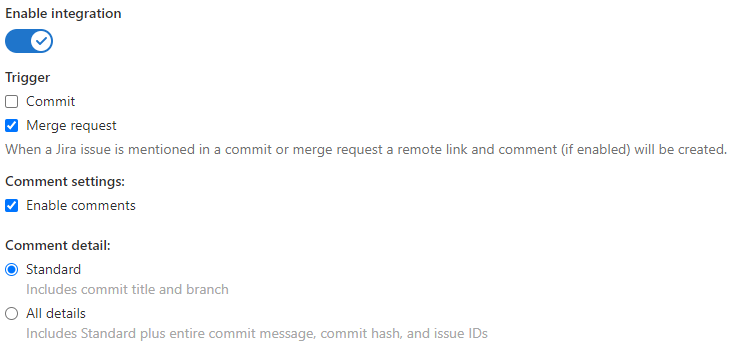 Enable integration
Trigger
Commit
Merge request
When a Jira issue is mentioned in a commit or merge request a remote link and comment (if enabled) will be created.
Comment settings:
Enable comments
Comment detail:
Standard
Includes commit title and branch
All details
Includes Standard plus entire commit message, commit hash, and issue IDs